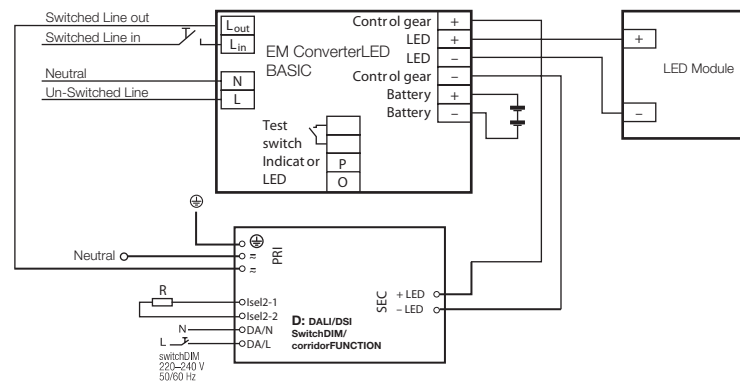 Switched Line out
Switched Line in
Neutral
Un-Switched Line
Lout
Lin
N
L
EM ConverterLED
BASIC
Test
switch
Indicator
LED
P
O
Control gear +
LED +
LED –
Control gear –
Battery +
Battery –
+
–
LED Module
Neutral
PRI
=
=
R
Isel2-1
Isel2-2
N
DA/N
L
DA/L
switchDIM
220–240 V
50/60 Hz
D: DALI/DSI
SwitchDIM/
corridorFUNCTION
SEC
+ LED
– LED